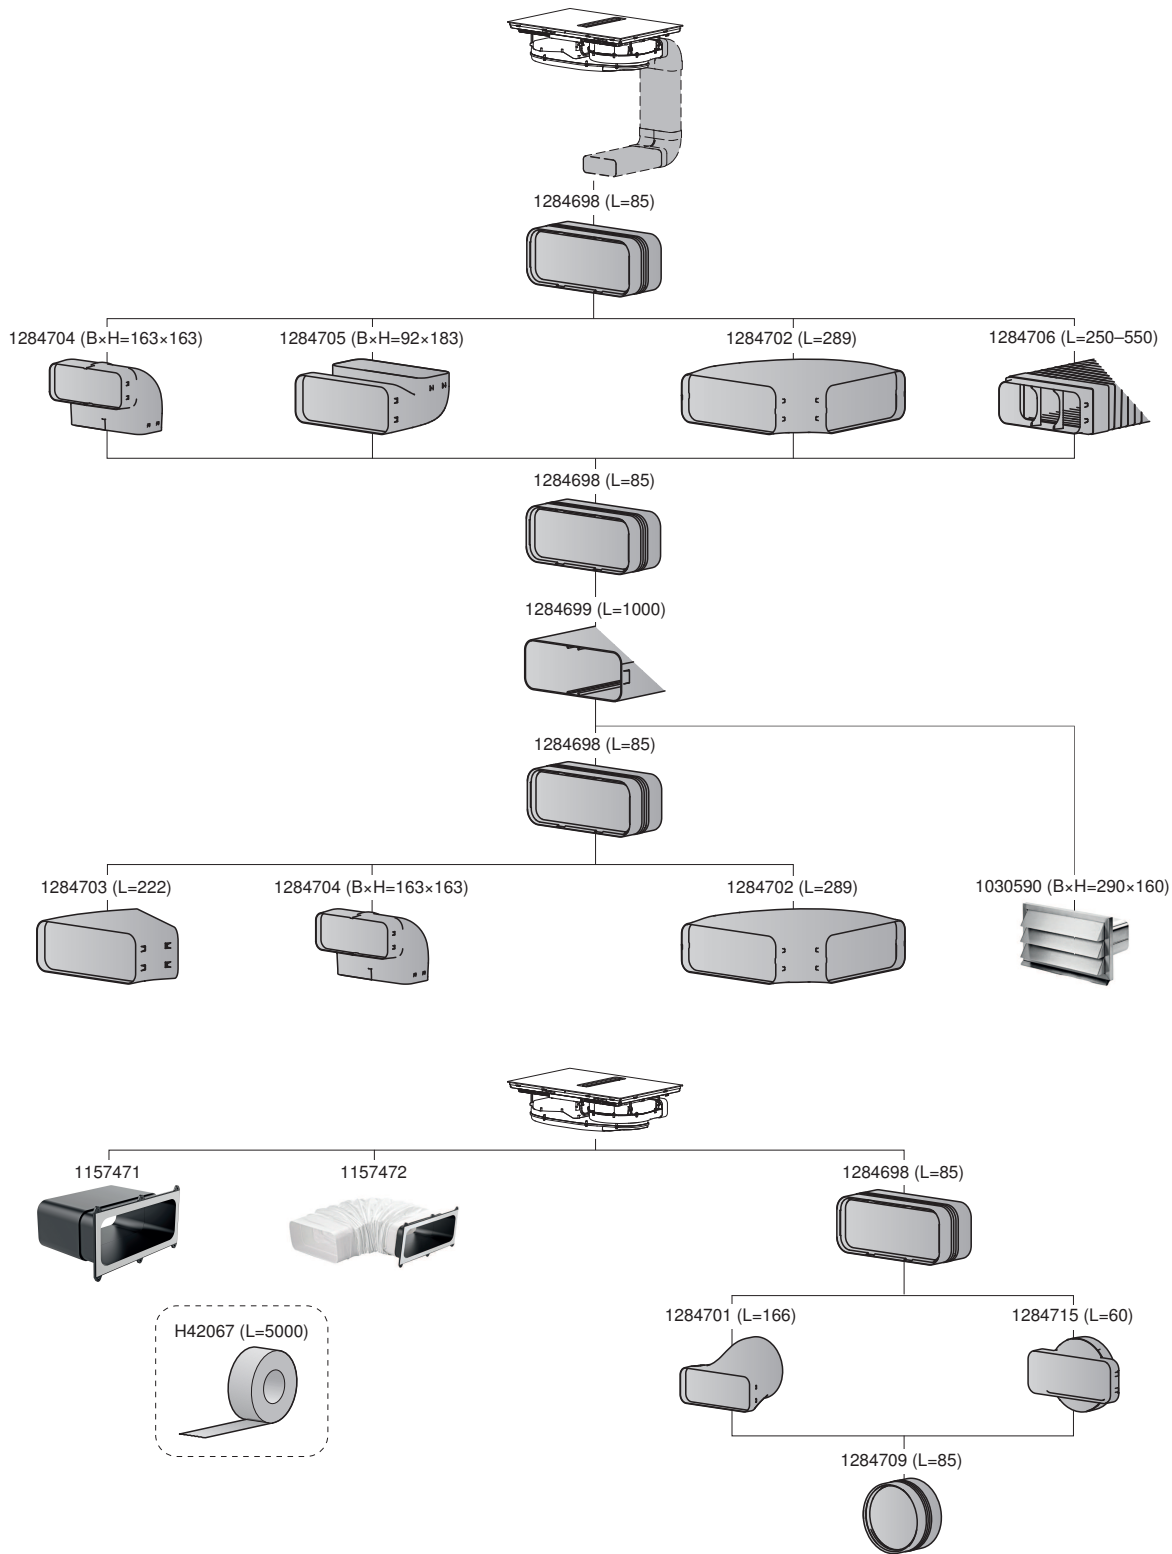 1284698 (L=85)
1284704 (B×H=163×163)
1284705 (B×H=92×183)
1284702 (L=289)
1284706 (L=250–550)
1284698 (L=85)
1284699 (L=1000)
1284698 (L=85)
1284703 (L=222)
1284704 (B×H=163×163)
1284702 (L=289)
1030590 (B×H=290×160)
1157471
1157472
1284698 (L=85)
H42067 (L=5000)
1284701 (L=166)
1284715 (L=60)
1284709 (L=85)